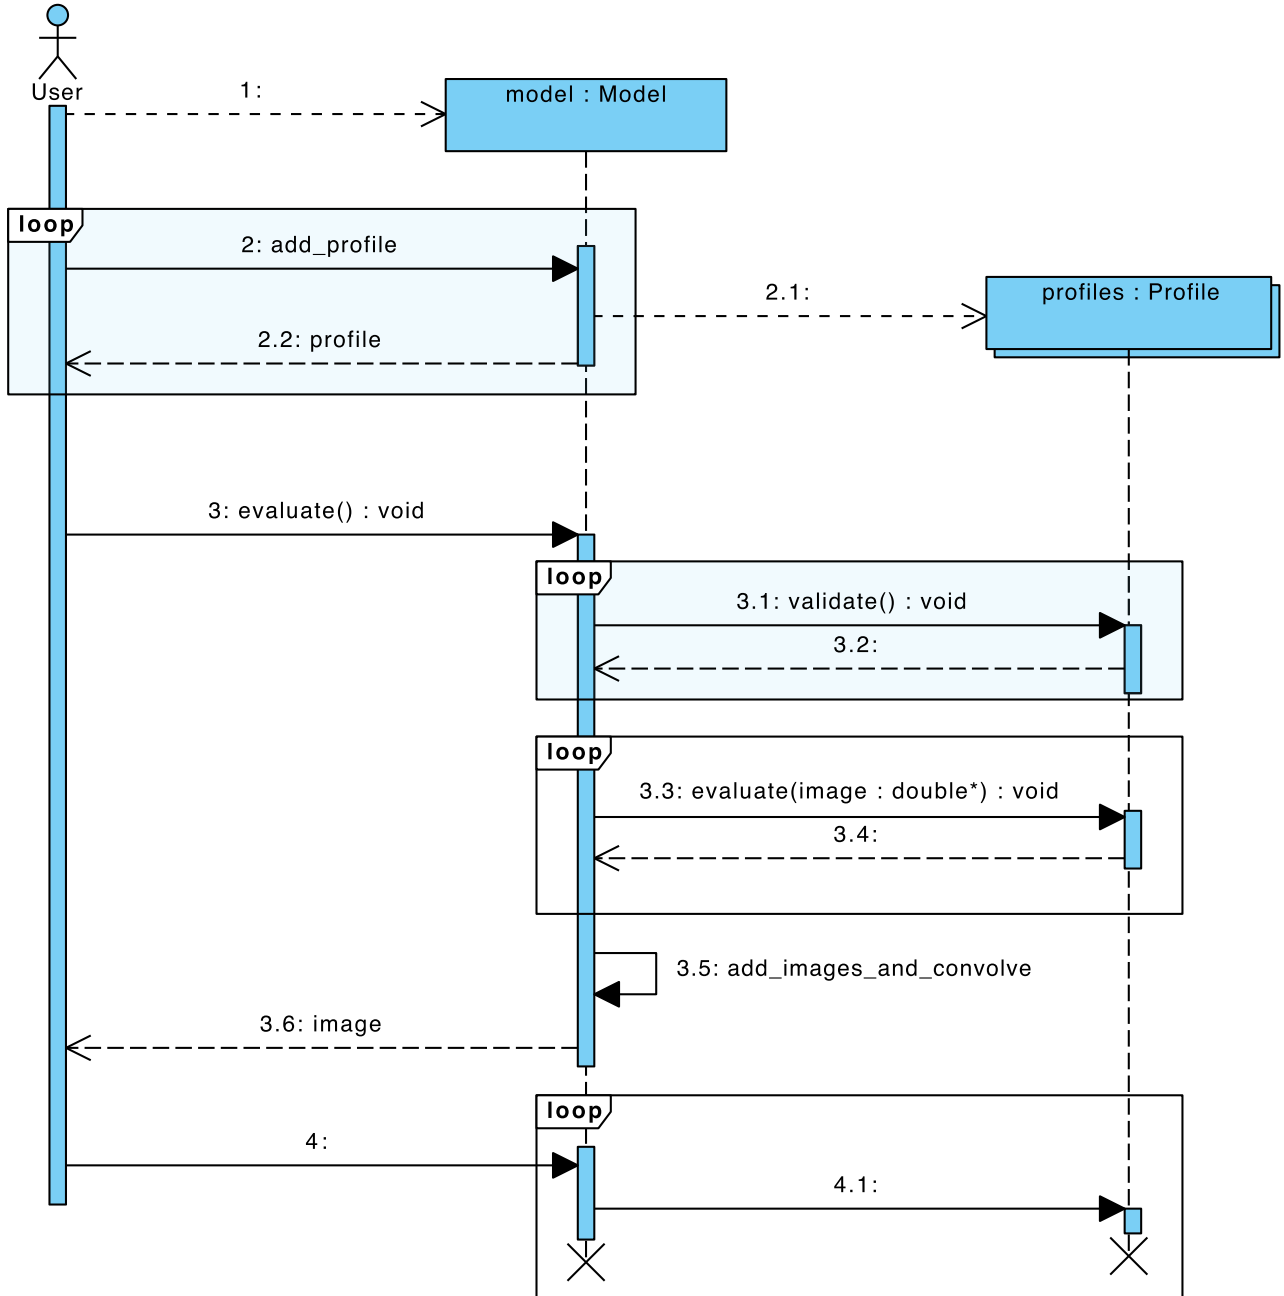 User
1:
model : Model
loop
2: add_profile
2.1:
profiles : Profile
2.2: profile
3: evaluate() : void
loop
3.1: validate() : void
3.2:
loop
3.3: evaluate(image : double*) : void
3.4:
3.5: add_images_and_convolve
3.6: image
loop
4:
4.1: